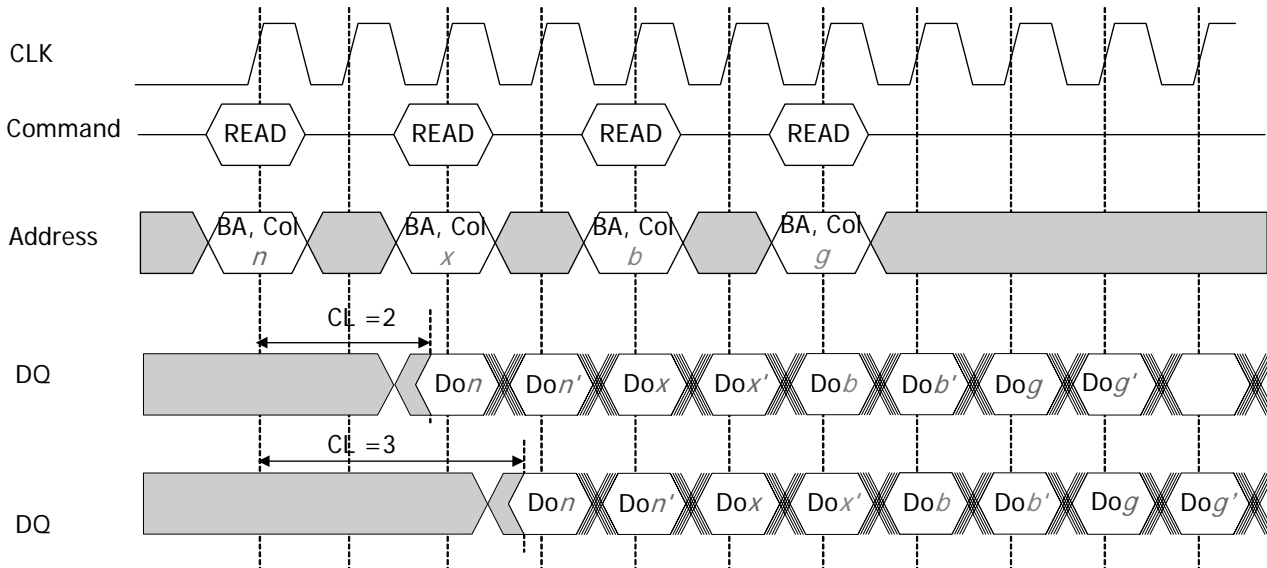 CLK
Command READ READ READ READ
Address BA, Col BA, Col BA, Col BA, Col
n x b g
CL =2
DQ Don Don' Dox Dox' Dob Dob' Dog Dog'
CL =3
DQ Don Don' Dox Dox' Dob Dob' Dog Dog'